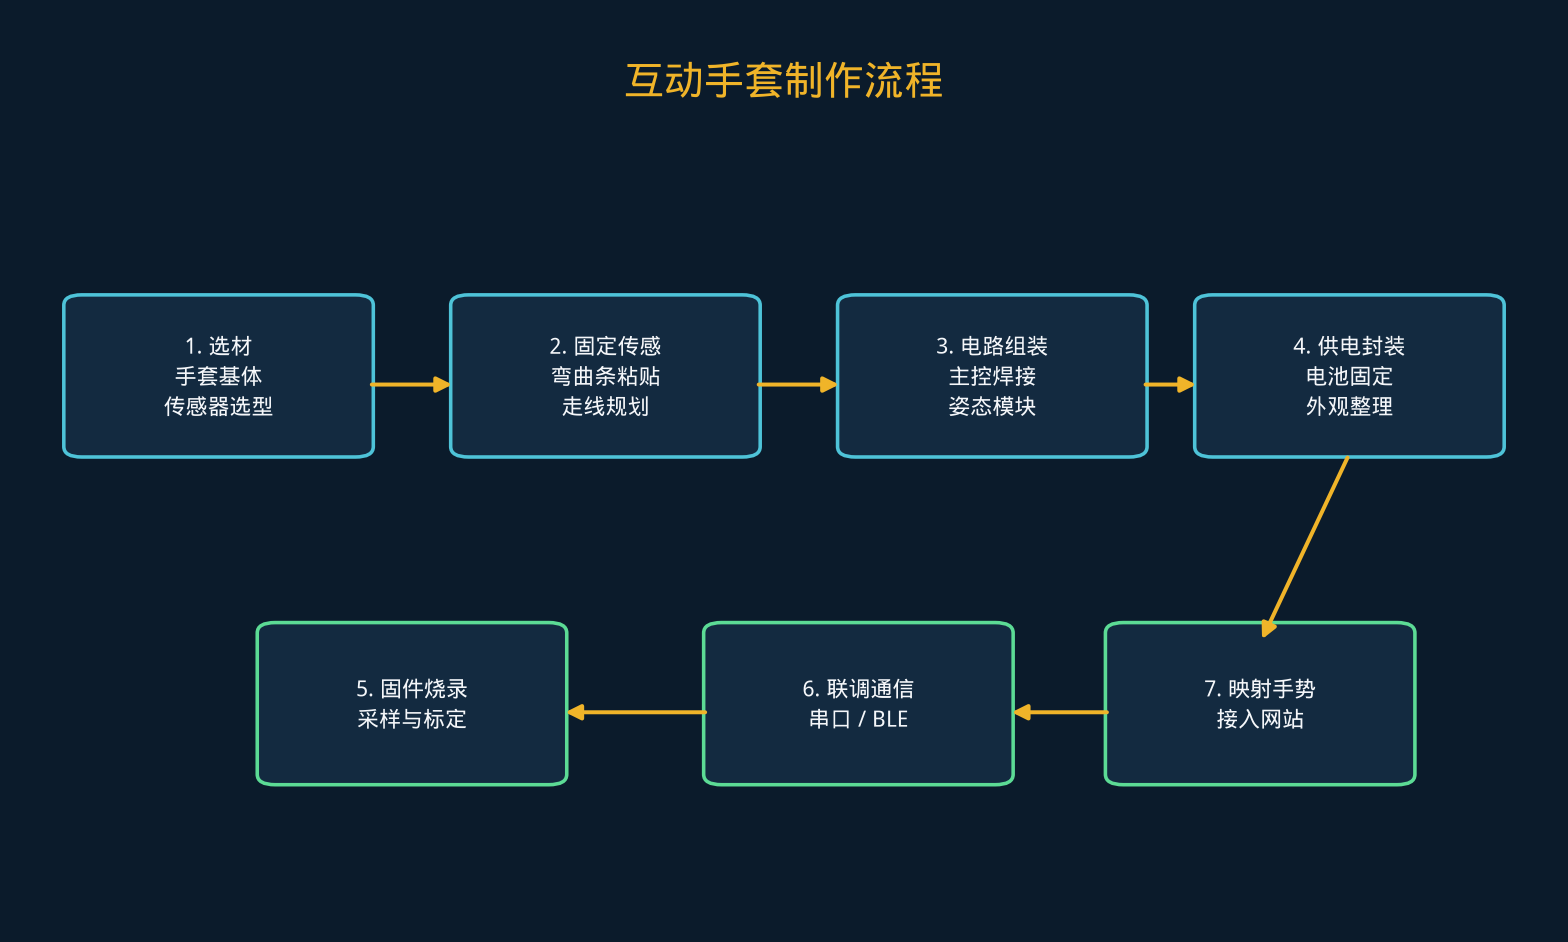 互动手套制作流程
1. 选材
手套基体
传感器选型
2. 固定传感
弯曲条粘贴
走线规划
3. 电路组装
主控焊接
姿态模块
4. 供电封装
电池固定
外观整理
5. 固件烧录
采样与标定
6. 联调通信
串口 / BLE
7. 映射手势
接入网站